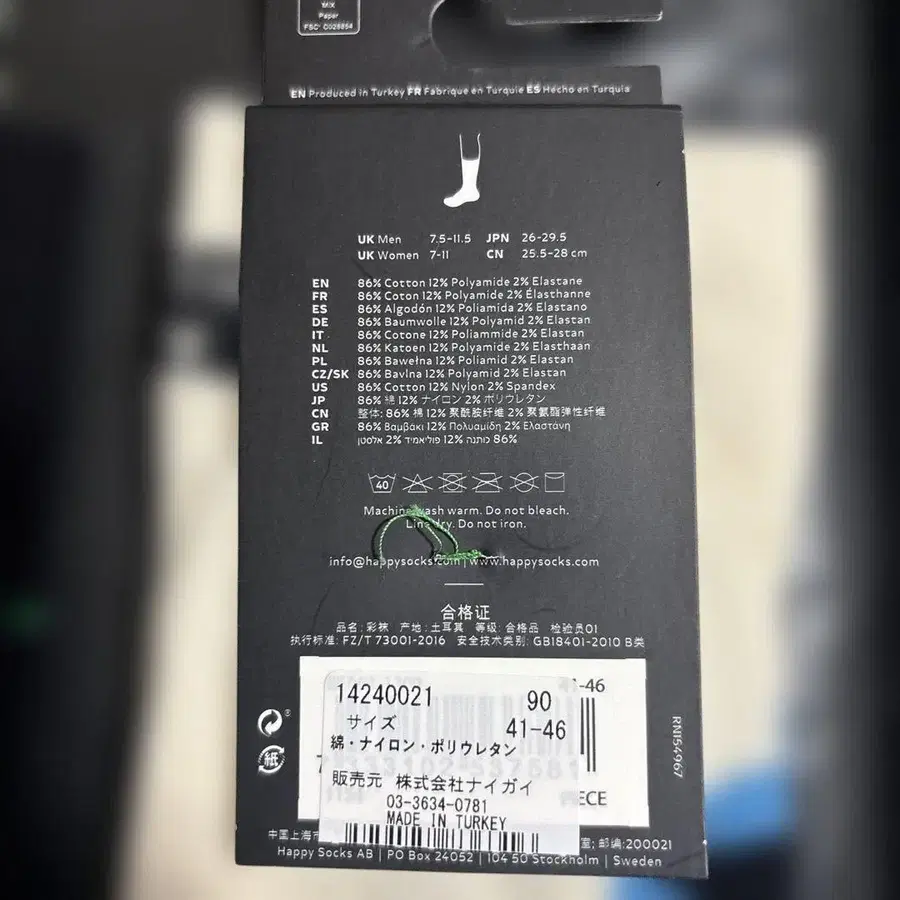 MIX
Paper
FSC® C028854
EN Produced in Turkey FR Fabrique en Turquie ES Hecho en Turquia
UK Men 7.5-11.5 JPN 26-29.5
UK Women 7-11 CN 25.5-28 cm
EN 86% Cotton 12% Polyamide 2% Elastane
FR 86% Coton 12% Polyamide 2% Élasthanne
ES 86% Algodón 12% Poliamida 2% Elastano
DE 86% Baumwolle 12% Polyamid 2% Elastan
IT 86% Cotone 12% Poliammide 2% Elastan
NL 86% Katoen 12% Polyamide 2% Elasthaan
PL 86% Bawełna 12% Poliamid 2% Elastan
CZ/SK 86% Bavlna 12% Polyamid 2% Elastan
US 86% Cotton 12% Nylon 2% Spandex
JP 86% 綿 12% ナイロン 2% ポリウレタン
CN 整体: 86% 棉 12% 聚酰胺纤维 2% 聚氨酯弹性纤维
GR 86% Βαμβάκι 12% Πολυαμίδη 2% Ελαστάνη
IL 86% כותנה 12% פוליאמיד 2% אלסטן
40
Machine wash warm. Do not bleach.
Line dry. Do not iron.
info@happysocks.com | www.happysocks.com
合格证
品名: 彩袜 产地: 土耳其 等级: 合格品 检验员01
执行标准: FZ/T 73001-2016 安全技术类别: GB18401-2010 B类
41-46
14240021 90
サイズ 41-46
綿・ナイロン・ポリウレタン
販売元 株式会社ナイガイ
03-3634-0781
MADE IN TURKEY
紙
RN154967
中国上海市 室; 邮编:200021
Happy Socks AB | PO Box 24052 | 104 50 Stockholm | Sweden